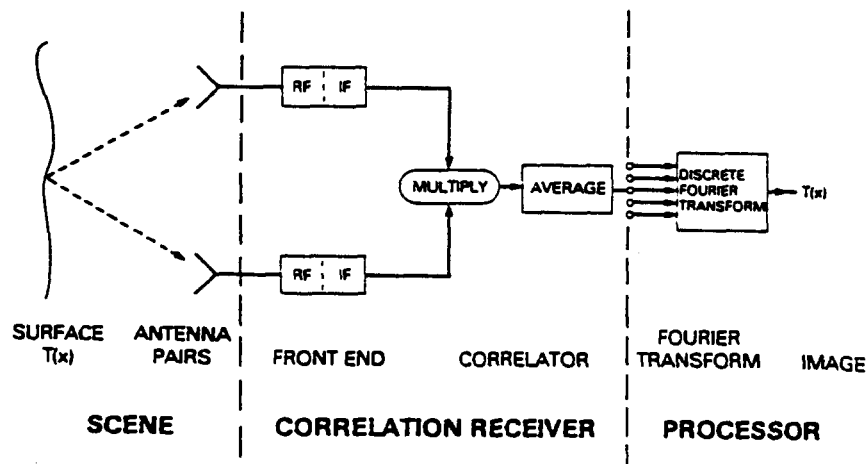 RF IF
MULTIPLY
AVERAGE
DISCRETE
FOURIER
TRANSFORM
T(x)
RF IF
SURFACE
T(x)
ANTENNA
PAIRS
FRONT END
CORRELATOR
FOURIER
TRANSFORM
IMAGE
SCENE
CORRELATION RECEIVER
PROCESSOR